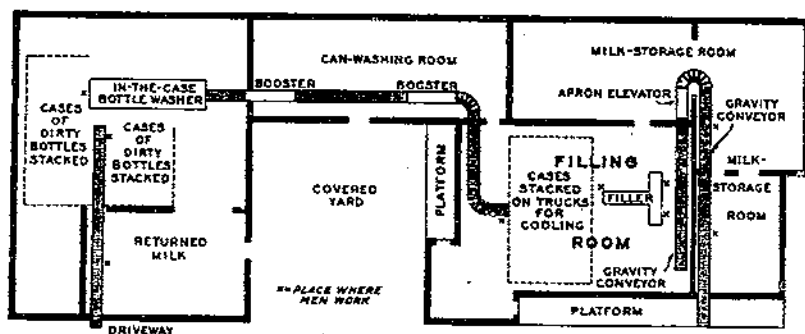 CAN-WASHING ROOM
MILK-STORAGE ROOM
IN-THE-CASE
BOTTLE WASHER
BOOSTER
BOOSTER
APRON ELEVATOR
GRAVITY
CONVEYOR
CASES
OF
DIRTY
BOTTLES
STACKED
CASES
OF
DIRTY
BOTTLES
STACKED
COVERED
YARD
PLATFORM
FILLING
ROOM
CASES
STACKED
ON TRUCKS
FOR
COOLING
FILLER
MILK-
STORAGE
ROOM
RETURNED
MILK
GRAVITY
CONVEYOR
x=PLACE WHERE
MEN WORK
PLATFORM
DRIVEWAY